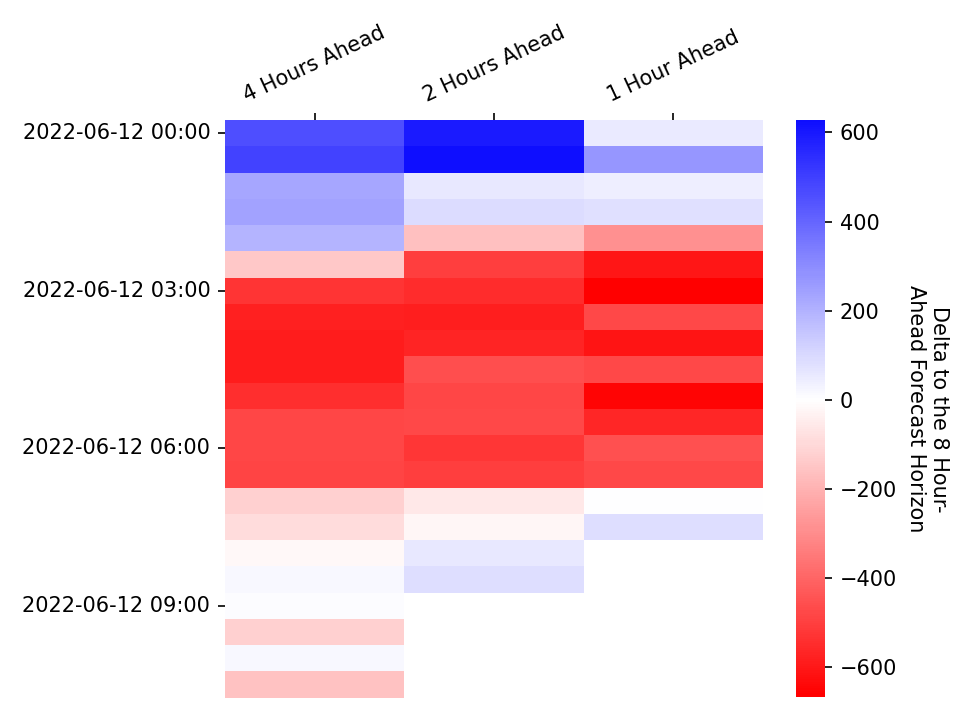 4 Hours Ahead
2 Hours Ahead
1 Hour Ahead
2022-06-12 00:00
2022-06-12 03:00
2022-06-12 06:00
2022-06-12 09:00
600
400
200
0
−200
−400
−600
Delta to the 8 Hour-
Ahead Forecast Horizon